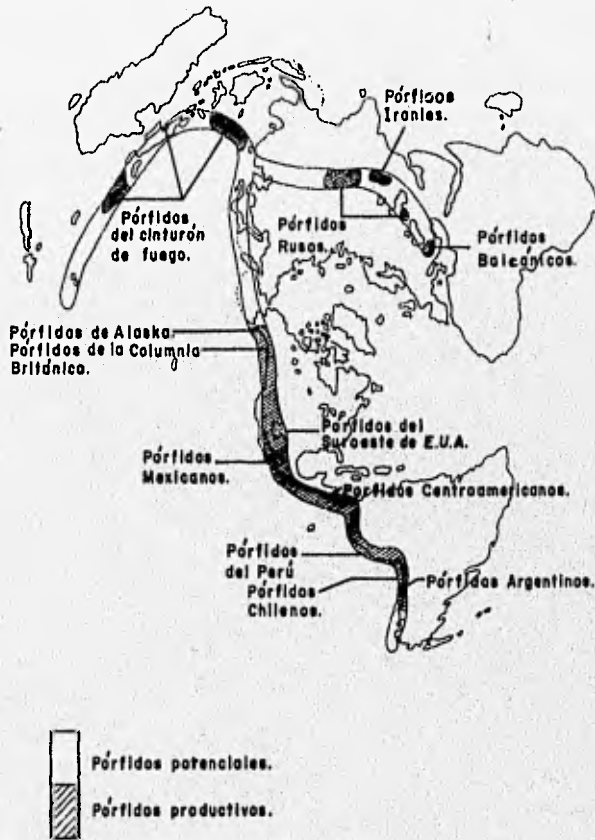 Pórfidos
Iraníes.
Pórfidos
del cinturón
de fuego.
Pórfidos
Rusos.
Pórfidos
Balcánicos.
Pórfidos de Alaska.
Pórfidos de la Columnia
Británica.
Pórfidos del
Suroeste de E.U.A.
Pórfidos
Mexicanos.
Pórfidos Centroamericanos.
Pórfidos
del Perú
Pórfidos Argentinos.
Pórfidos
Chilenos.
Pórfidos potenciales.
Pórfidos productivos.